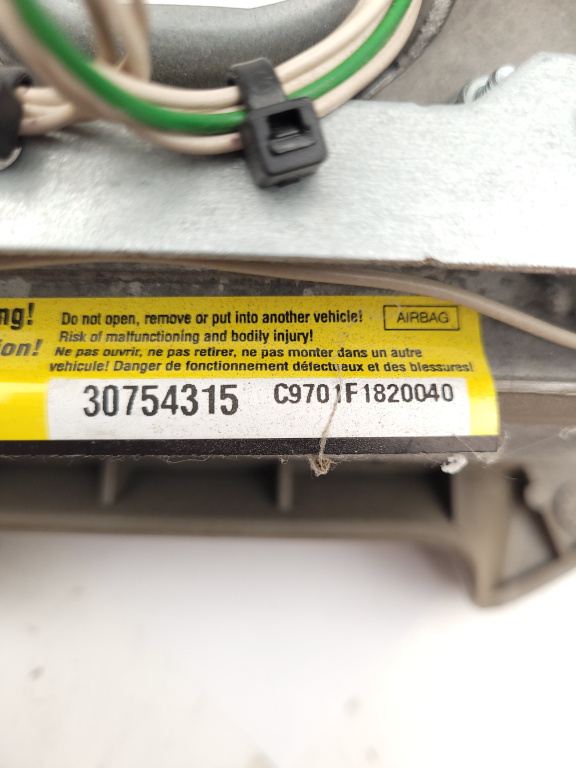 ng! Do not open, remove or put into another vehicle! AIRBAG
Risk of malfunctioning and bodily injury!
ion! Ne pas ouvrir, ne pas retirer, ne pas monter dans un autre
vehicule! Danger de fonctionnement défectueux et des blessures!
30754315 C9701F1820040